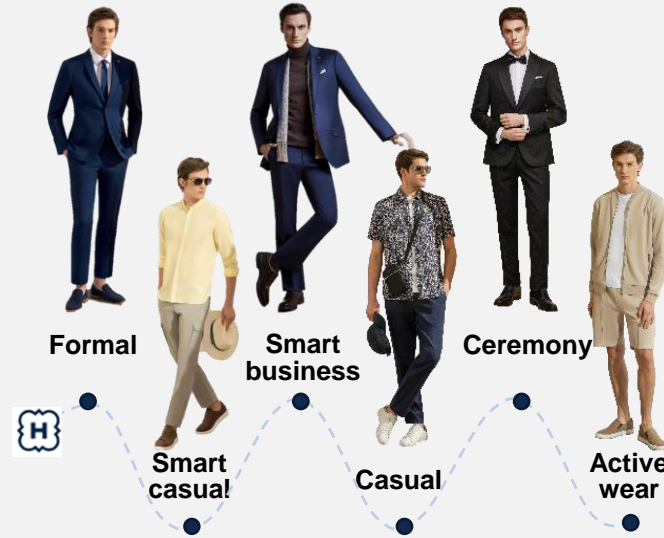 Formal
Smart
business
Ceremony
H
Smart
casual
Casual
Active
wear